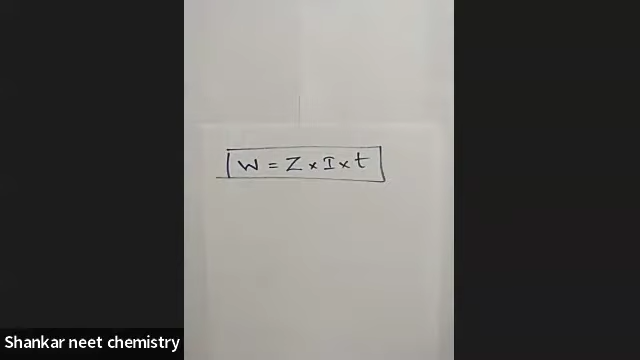 W = Z × I × t
Shankar neet chemistry